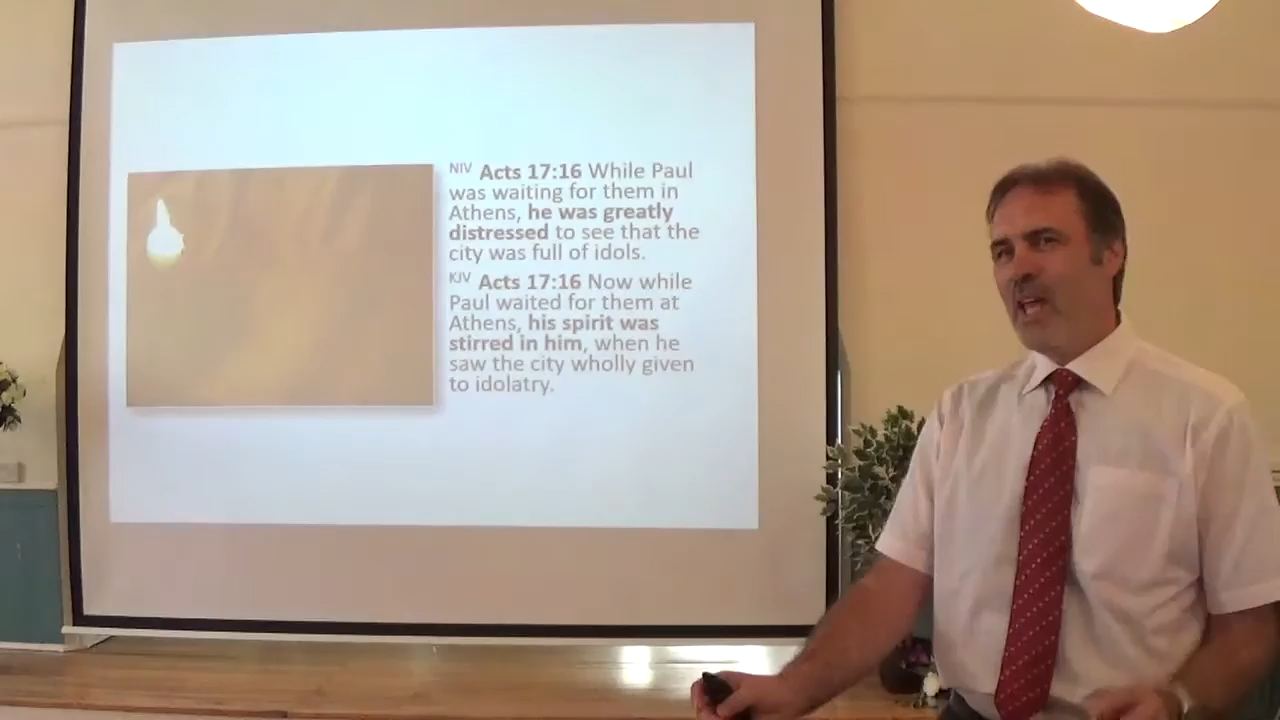 NIV Acts 17:16 While Paul
was waiting for them in
Athens, he was greatly
distressed to see that the
city was full of idols.
KJV Acts 17:16 Now while
Paul waited for them at
Athens, his spirit was
stirred in him, when he
saw the city wholly given
to idolatry.